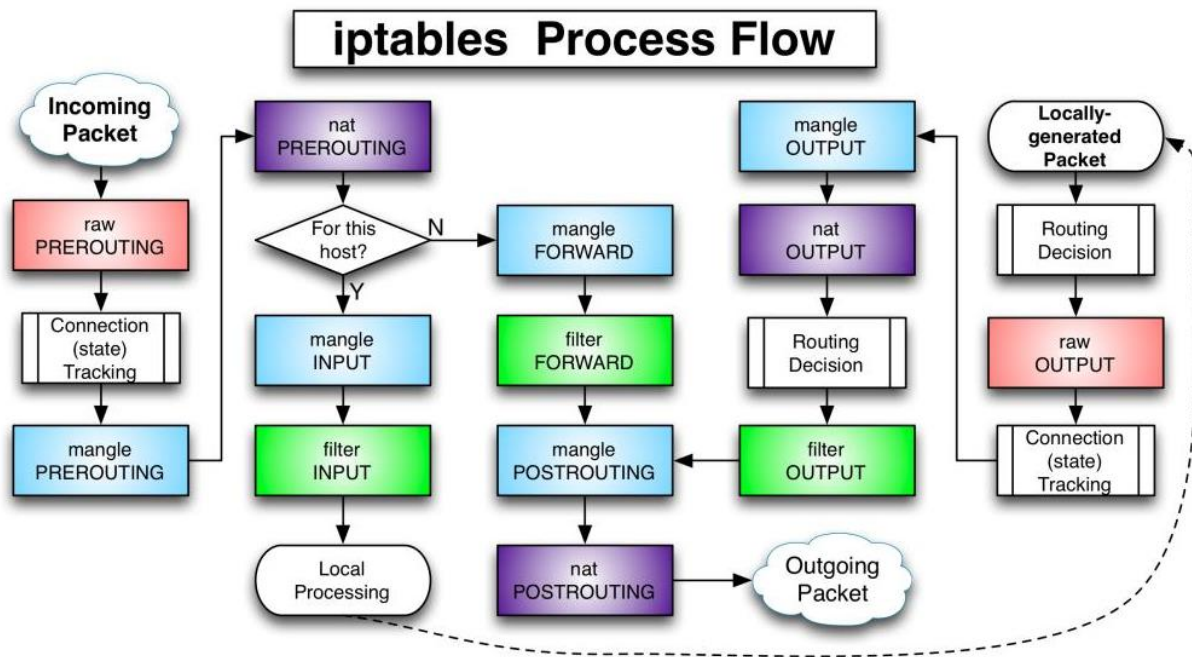 iptables  Process Flow
Incoming
Packet
raw
PREROUTING
Connection
(state)
Tracking
mangle
PREROUTING
nat
PREROUTING
For this
host?
N
Y
mangle
INPUT
filter
INPUT
Local
Processing
mangle
FORWARD
filter
FORWARD
mangle
POSTROUTING
nat
POSTROUTING
Outgoing
Packet
mangle
OUTPUT
nat
OUTPUT
Routing
Decision
filter
OUTPUT
Locally-
generated
Packet
Routing
Decision
raw
OUTPUT
Connection
(state)
Tracking